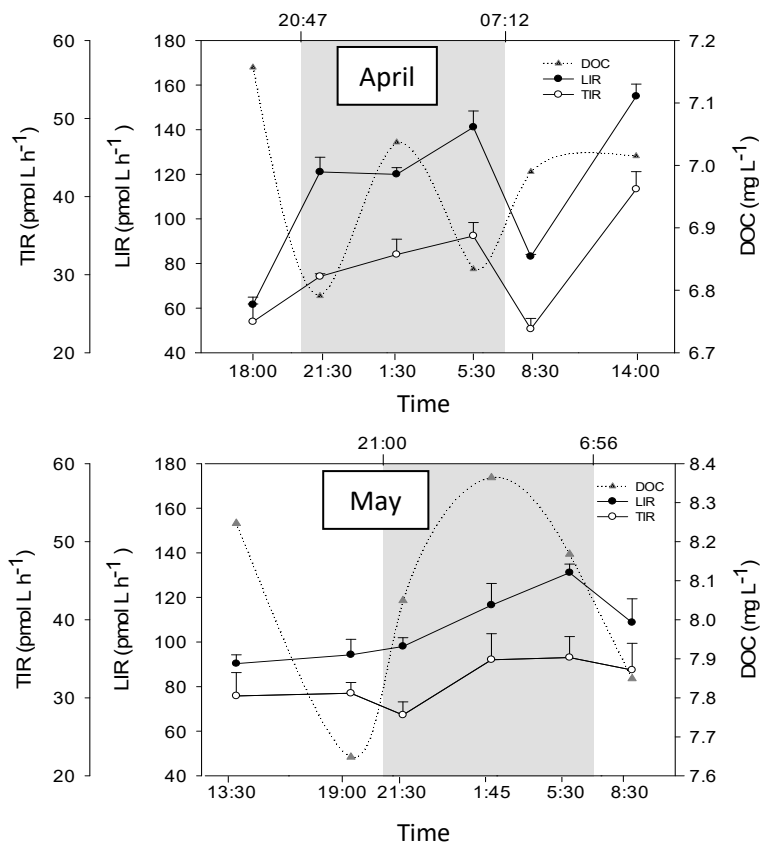 20:47 07:12
60 180 7.2
April
DOC
LIR
TIR
160 7.1
50
140
120 7.0
40
100 6.9
80
30
60 6.8
20 40 6.7
TIR (pmol L h⁻¹)
LIR (pmol L h⁻¹)
DOC (mg L⁻¹)
18:00 21:30 1:30 5:30 8:30 14:00
Time
21:00 6:56
60 180 8.4
May
DOC
LIR
TIR
160 8.3
50
140 8.2
120 8.1
40
100 8.0
80 7.9
30
60 7.8
7.7
20 40 7.6
TIR (pmol L h⁻¹)
LIR (pmol L h⁻¹)
DOC (mg L⁻¹)
13:30 19:00 21:30 1:45 5:30 8:30
Time